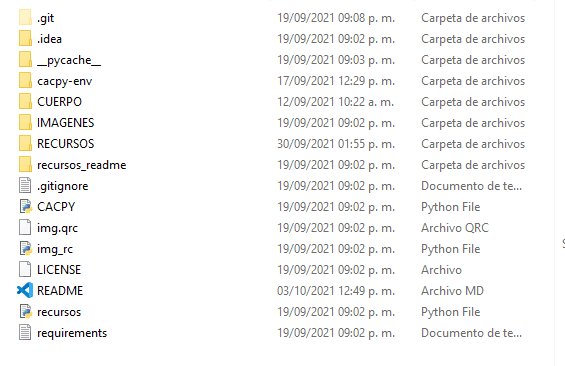 .git 19/09/2021 09:08 p. m. Carpeta de archivos
.idea 19/09/2021 09:02 p. m. Carpeta de archivos
__pycache__ 19/09/2021 09:03 p. m. Carpeta de archivos
cacpy-env 17/09/2021 12:29 p. m. Carpeta de archivos
CUERPO 12/09/2021 10:22 a. m. Carpeta de archivos
IMAGENES 19/09/2021 09:02 p. m. Carpeta de archivos
RECURSOS 30/09/2021 01:55 p. m. Carpeta de archivos
recursos_readme 19/09/2021 09:02 p. m. Carpeta de archivos
.gitignore 19/09/2021 09:02 p. m. Documento de te...
CACPY 19/09/2021 09:02 p. m. Python File
img.qrc 19/09/2021 09:02 p. m. Archivo QRC
img_rc 19/09/2021 09:02 p. m. Python File
LICENSE 19/09/2021 09:02 p. m. Archivo
README 03/10/2021 12:49 p. m. Archivo MD
recursos 19/09/2021 09:02 p. m. Python File
requirements 19/09/2021 09:02 p. m. Documento de te...